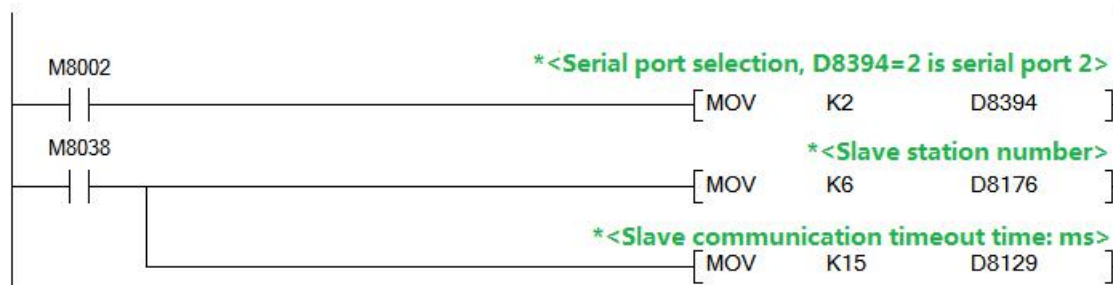 *<Serial port selection, D8394=2 is serial port 2>
M8002
[MOV K2 D8394 ]
*<Slave station number>
M8038
[MOV K6 D8176 ]
*<Slave communication timeout time: ms>
[MOV K15 D8129 ]